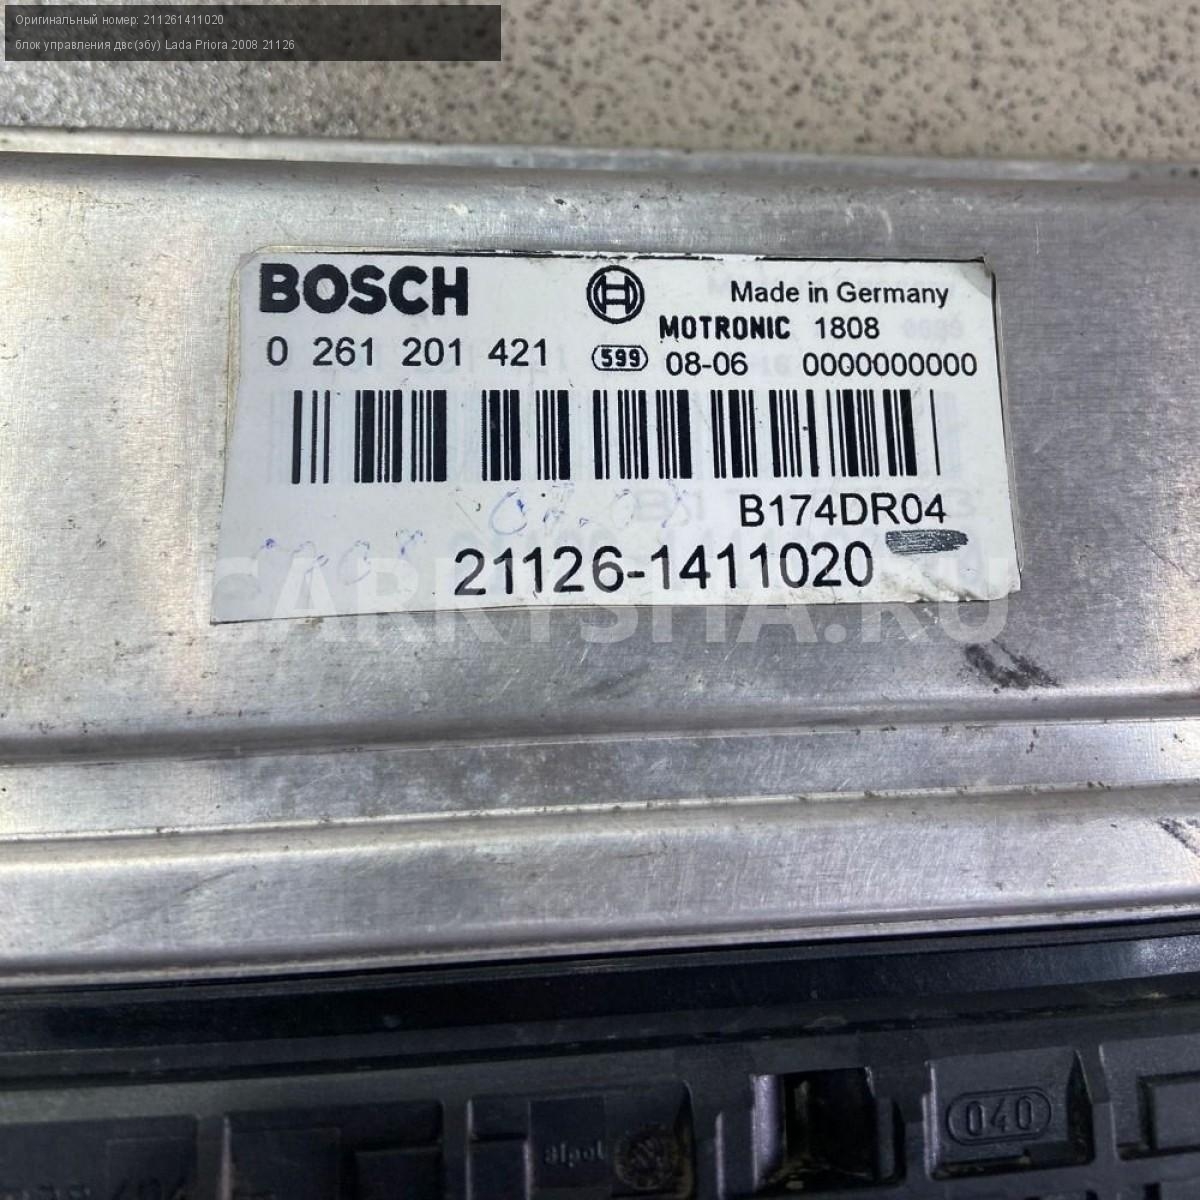 Оригинальный номер: 211261411020
блок управления двс(эбу) Lada Priora 2008 21126
BOSCH
Made in Germany
MOTRONIC 1808
0 261 201 421
599
08-06 0000000000
B174DR04
21126-1411020
CARRYSHA.RU
040
alpol